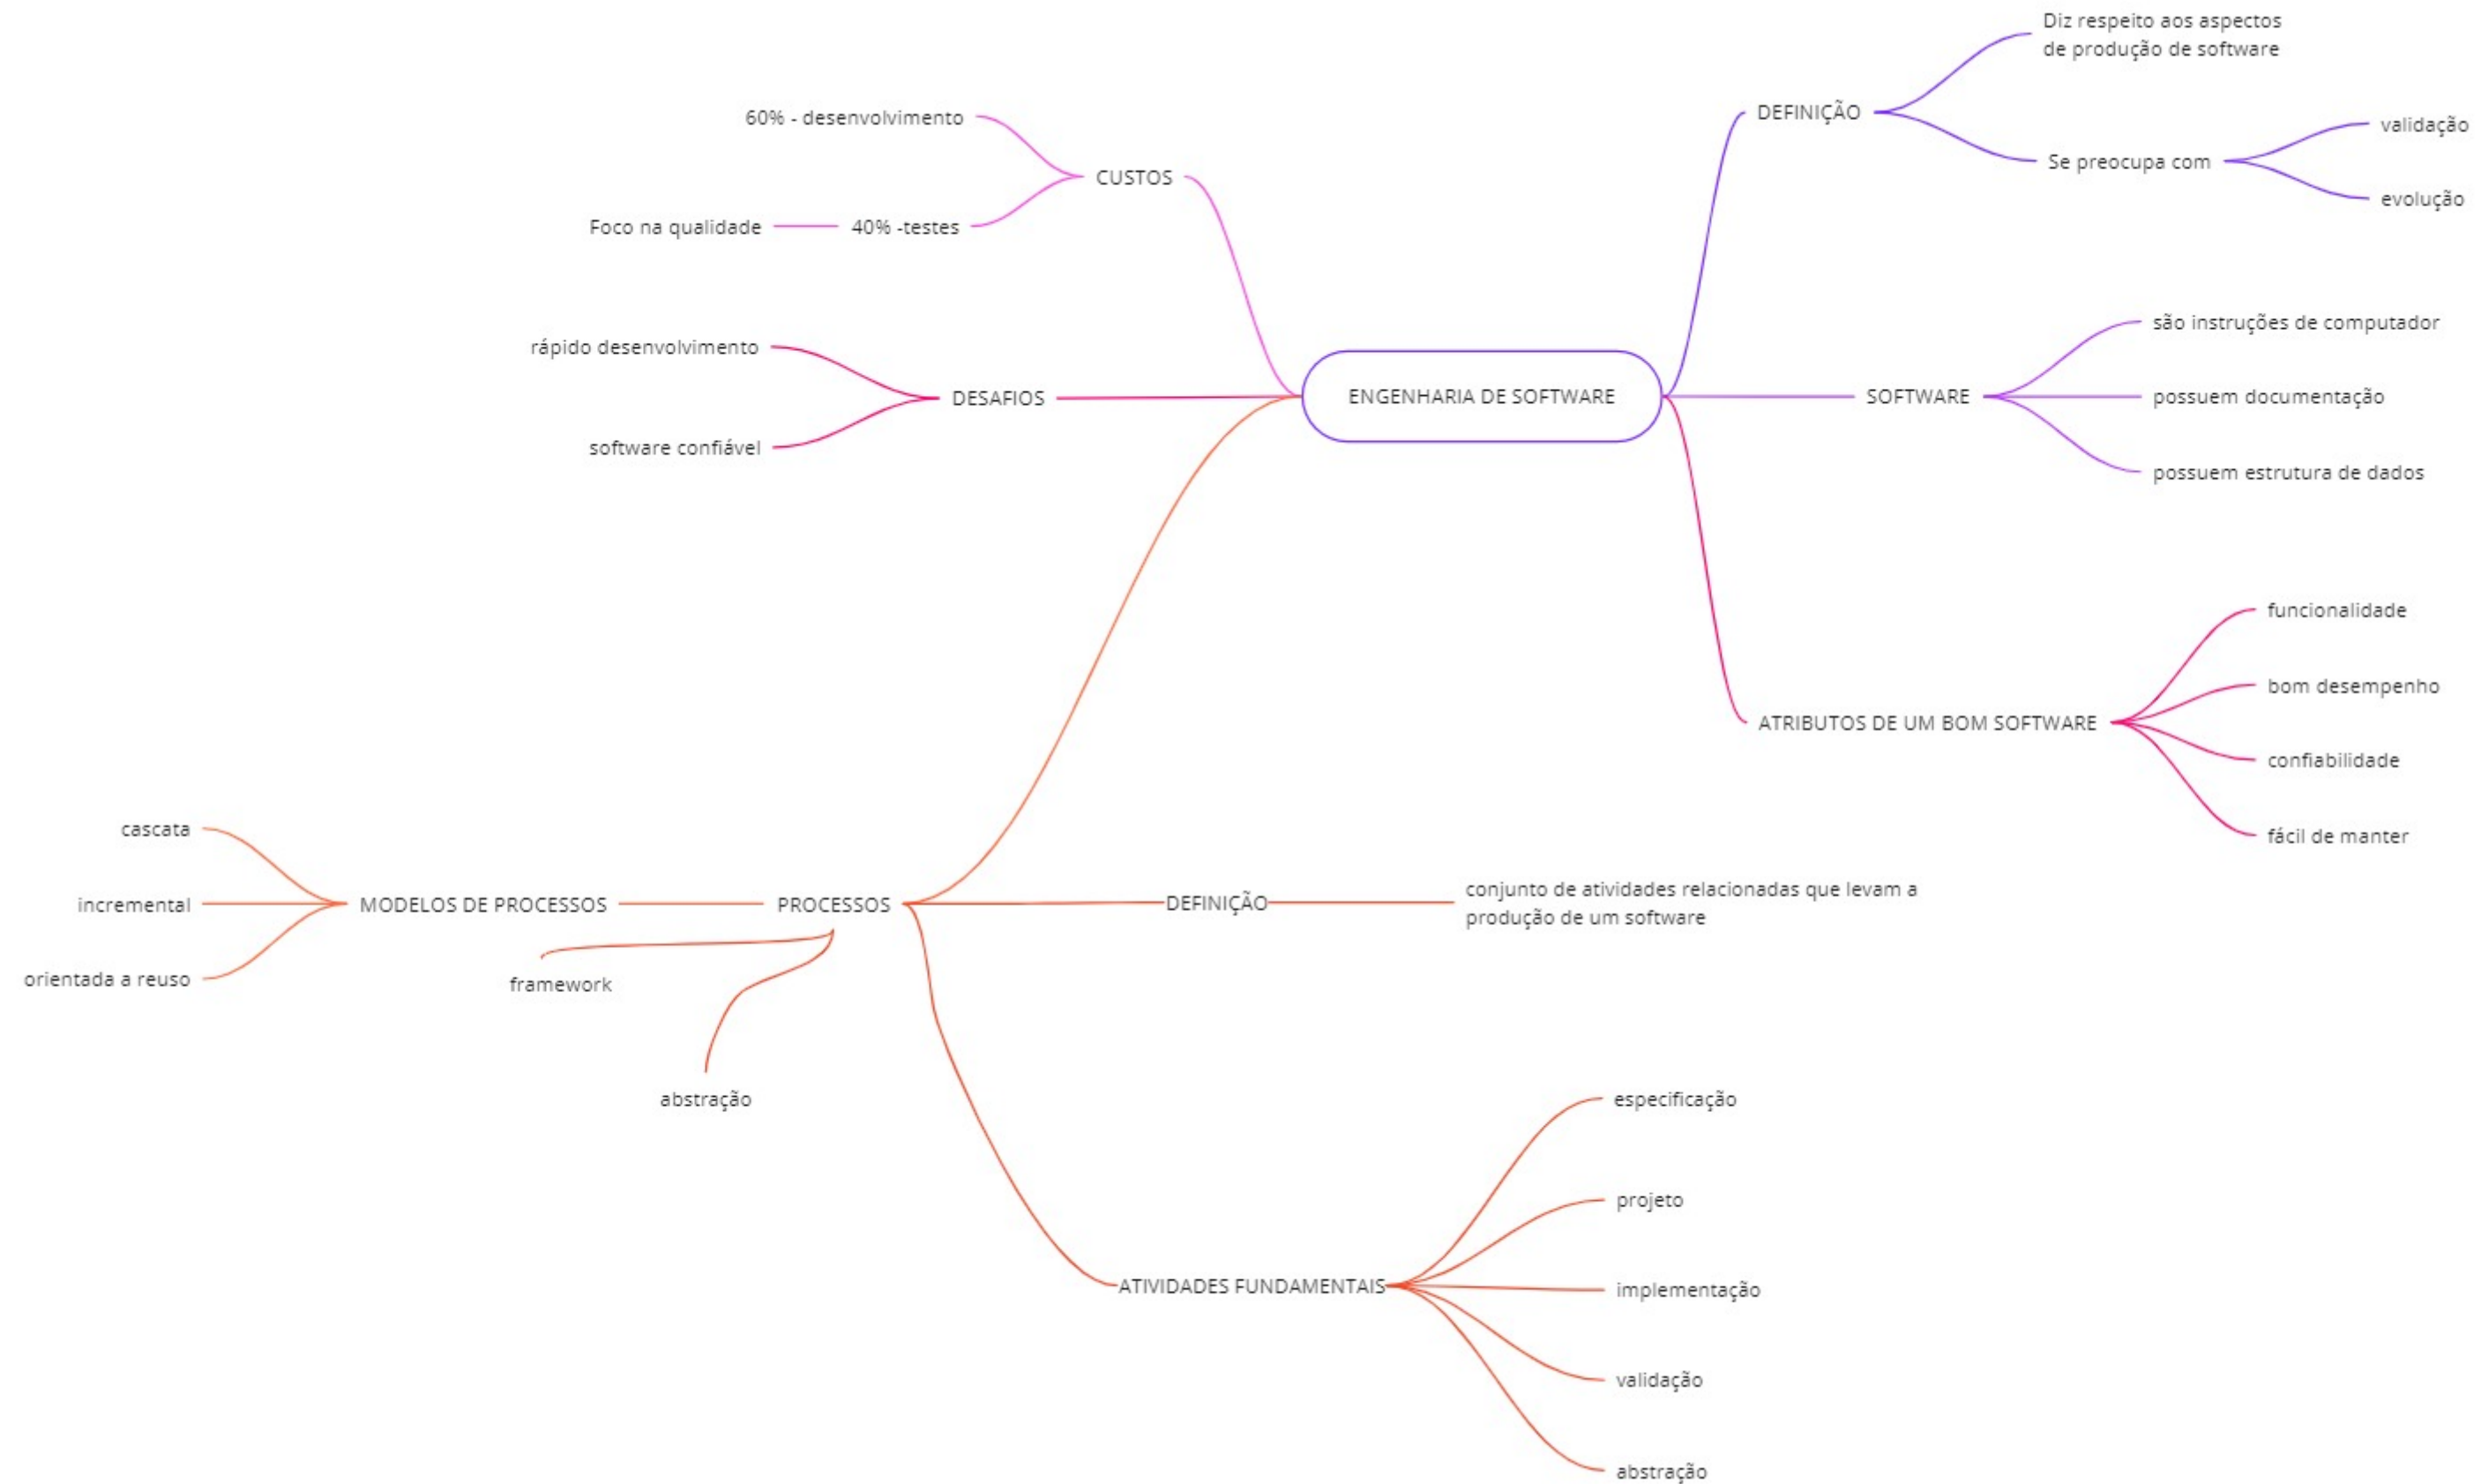 ENGENHARIA DE SOFTWARE
DEFINIÇÃO
Diz respeito aos aspectos
de produção de software
Se preocupa com
validação
evolução
SOFTWARE
são instruções de computador
possuem documentação
possuem estrutura de dados
ATRIBUTOS DE UM BOM SOFTWARE
funcionalidade
bom desempenho
confiabilidade
fácil de manter
CUSTOS
60% - desenvolvimento
40% -testes
Foco na qualidade
DESAFIOS
rápido desenvolvimento
software confiável
PROCESSOS
MODELOS DE PROCESSOS
cascata
incremental
orientada a reuso
framework
abstração
DEFINIÇÃO
conjunto de atividades relacionadas que levam a
produção de um software
ATIVIDADES FUNDAMENTAIS
especificação
projeto
implementação
validação
abstração